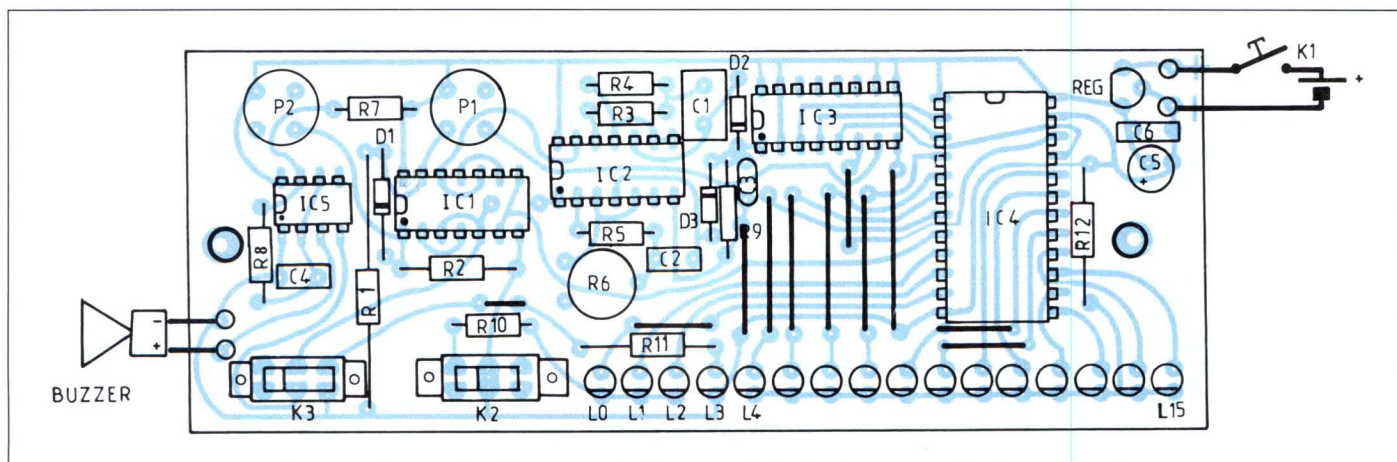 K1
+
D2
REG
P2
R7
P1
R4
C1
R3
IC3
C6
D1
IC2
C5
+
IC5
IC1
IC4
D3
R12
R8
R5
C2
C4
R2
R1
R6
-
+
R10
R11
BUZZER
K3
K2
L0
L1
L2
L3
L4
L15